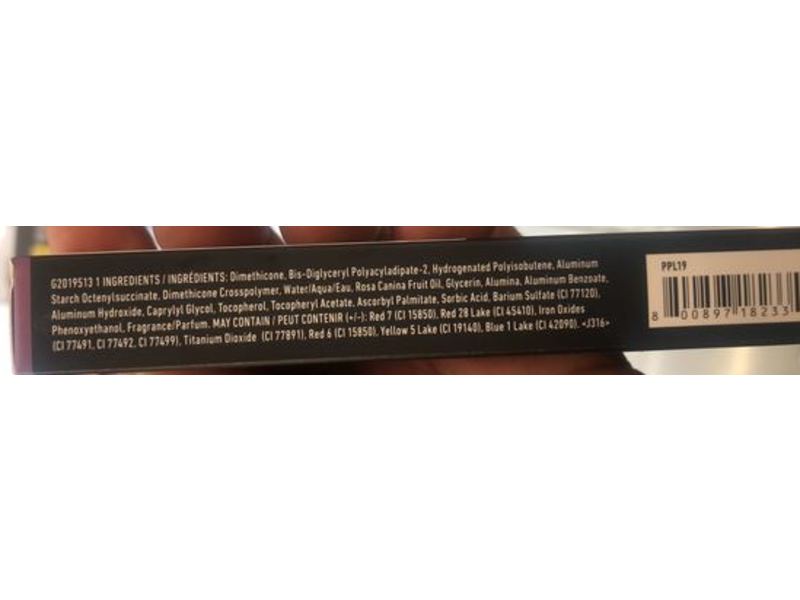 G2019513 1 INGREDIENTS / INGRÉDIENTS: Dimethicone, Bis-Diglyceryl Polyacyladipate-2, Hydrogenated Polyisobutene, Aluminum
Starch Octenylsuccinate, Dimethicone Crosspolymer, Water/Aqua/Eau, Rosa Canina Fruit Oil, Glycerin, Alumina, Aluminum Benzoate,
Aluminum Hydroxide, Caprylyl Glycol, Tocopherol, Tocopheryl Acetate, Ascorbyl Palmitate, Sorbic Acid, Barium Sulfate (CI 77120),
Phenoxyethanol, Fragrance/Parfum. MAY CONTAIN / PEUT CONTENIR (+/-): Red 7 (CI 15850), Red 28 Lake (CI 45410), Iron Oxides
(CI 77491, CI 77492, CI 77499), Titanium Dioxide (CI 77891), Red 6 (CI 15850), Yellow 5 Lake (CI 19140), Blue 1 Lake (CI 42090). <J316>
PPL19
8 00897 18233